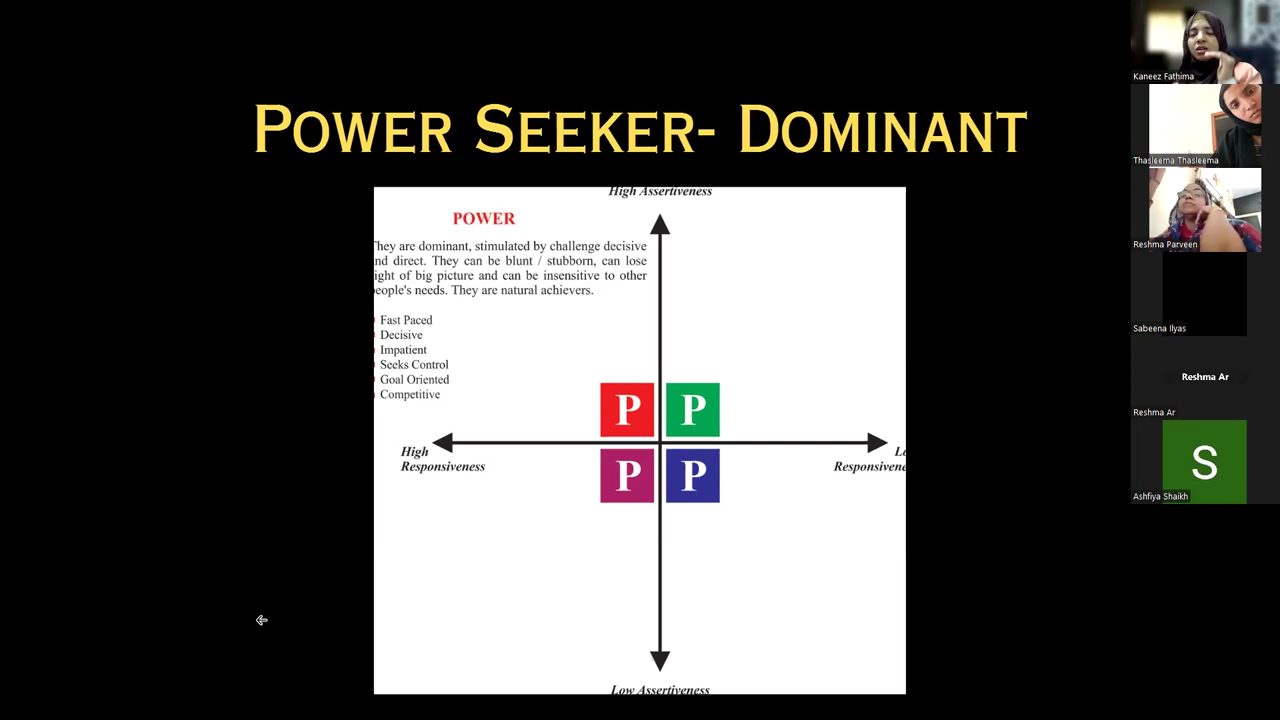 POWER SEEKER- DOMINANT
High Assertiveness
POWER
They are dominant, stimulated by challenge decisive
nd direct. They can be blunt / stubborn, can lose
ight of big picture and can be insensitive to other
eople's needs. They are natural achievers.
Fast Paced
Decisive
Impatient
Seeks Control
Goal Oriented
Competitive
P P
High
Responsiveness
Lo
Responsivene
P P
Low Assertiveness
Kaneez Fathima
Thasleema Thasleema
Reshma Parveen
Sabeena Ilyas
Reshma Ar
Reshma Ar
S
Ashfiya Shaikh